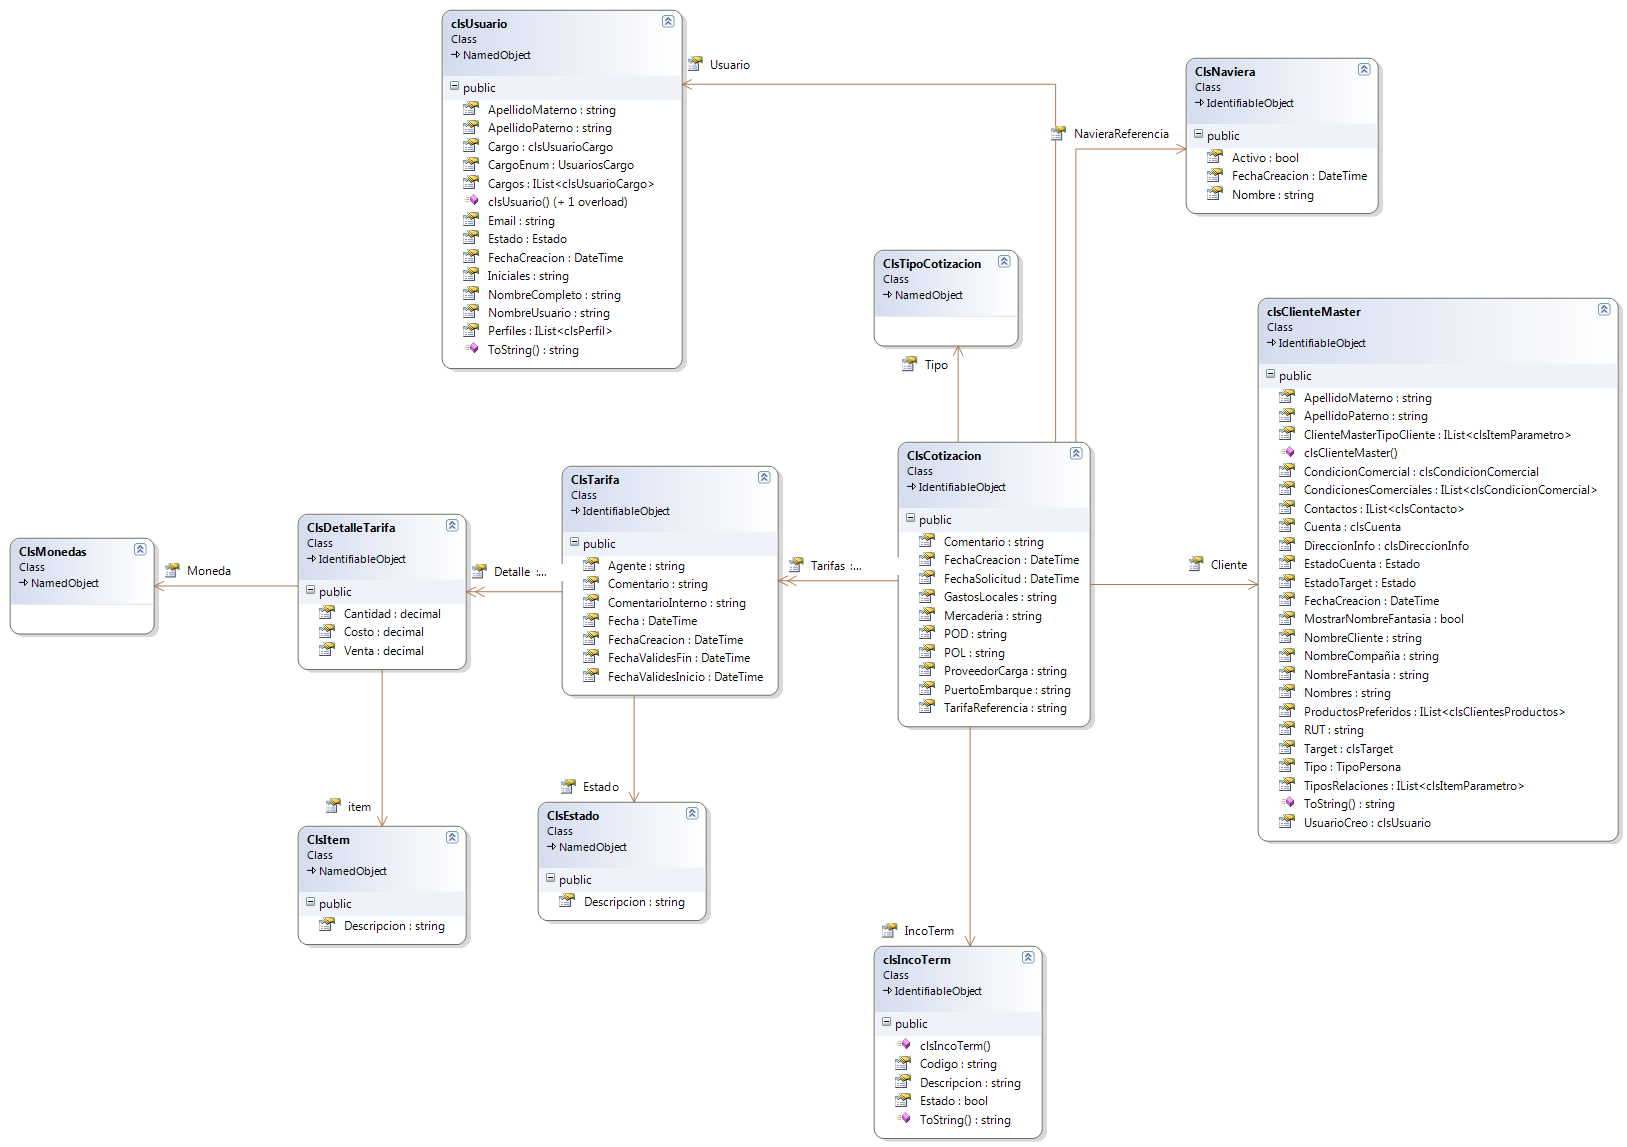 clsUsuario
Class
NamedObject
public
ApellidoMaterno : string
ApellidoPaterno : string
Cargo : clsUsuarioCargo
CargoEnum : UsuariosCargo
Cargos : IList<clsUsuarioCargo>
clsUsuario() (+ 1 overload)
Email : string
Estado : Estado
FechaCreacion : DateTime
Iniciales : string
NombreCompleto : string
NombreUsuario : string
Perfiles : IList<clsPerfil>
ToString() : string
Usuario
NavieraReferencia
ClsNaviera
Class
IdentifiableObject
public
Activo : bool
FechaCreacion : DateTime
Nombre : string
ClsTipoCotizacion
Class
NamedObject
Tipo
clsClienteMaster
Class
IdentifiableObject
public
ApellidoMaterno : string
ApellidoPaterno : string
ClienteMasterTipoCliente : IList<clsItemParametro>
clsClienteMaster()
CondicionComercial : clsCondicionComercial
CondicionesComerciales : IList<clsCondicionComercial>
Contactos : IList<clsContacto>
Cuenta : clsCuenta
DireccionInfo : clsDireccionInfo
EstadoCuenta : Estado
EstadoTarget : Estado
FechaCreacion : DateTime
MostrarNombreFantasia : bool
NombreCliente : string
NombreCompañia : string
NombreFantasia : string
Nombres : string
ProductosPreferidos : IList<clsClientesProductos>
RUT : string
Target : clsTarget
Tipo : TipoPersona
TiposRelaciones : IList<clsItemParametro>
ToString() : string
UsuarioCreo : clsUsuario
Cliente
ClsCotizacion
Class
IdentifiableObject
public
Comentario : string
FechaCreacion : DateTime
FechaSolicitud : DateTime
GastosLocales : string
Mercaderia : string
POD : string
POL : string
ProveedorCarga : string
PuertoEmbarque : string
TarifaReferencia : string
Tarifas :...
ClsTarifa
Class
IdentifiableObject
public
Agente : string
Comentario : string
ComentarioInterno : string
Fecha : DateTime
FechaCreacion : DateTime
FechaValidesFin : DateTime
FechaValidesInicio : DateTime
Detalle :...
ClsDetalleTarifa
Class
IdentifiableObject
public
Cantidad : decimal
Costo : decimal
Venta : decimal
Moneda
ClsMonedas
Class
NamedObject
item
ClsItem
Class
NamedObject
public
Descripcion : string
Estado
ClsEstado
Class
NamedObject
public
Descripcion : string
IncoTerm
clsIncoTerm
Class
IdentifiableObject
public
clsIncoTerm()
Codigo : string
Descripcion : string
Estado : bool
ToString() : string